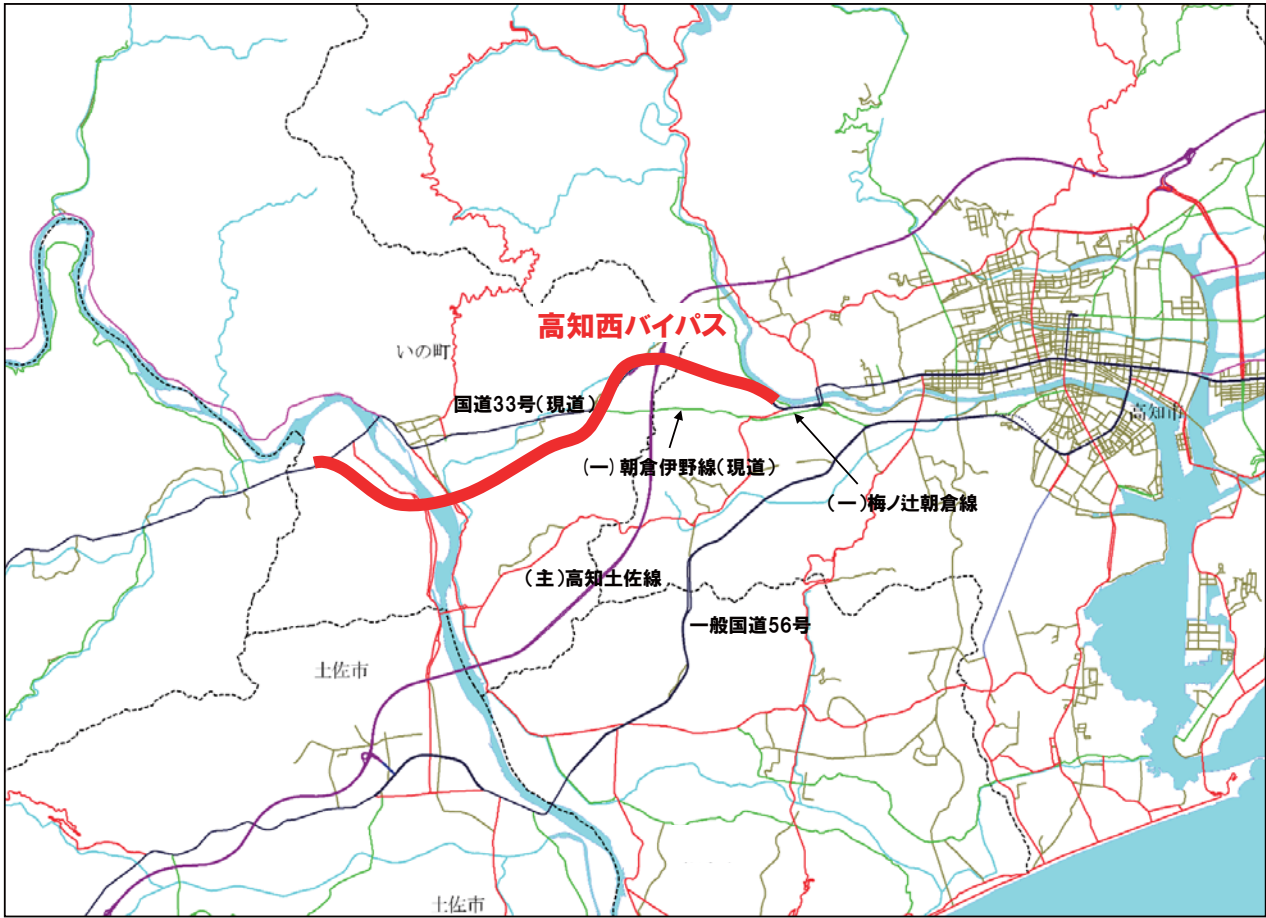 高知西バイパス
いの町
国道33号(現道)
高知市
(一)朝倉伊野線(現道)
(一)梅ノ辻朝倉線
(主)高知土佐線
一般国道56号
土佐市
土佐市